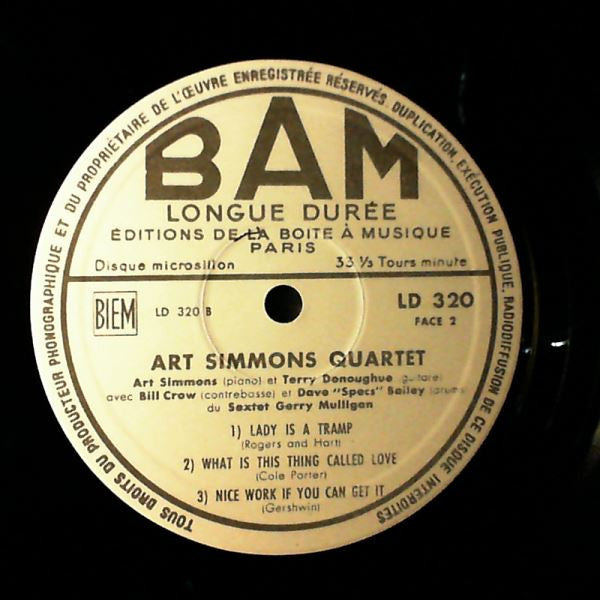 TOUS DROITS DU PRODUCTEUR PHONOGRAPHIQUE ET DU PROPRIÉTAIRE DE L'ŒUVRE ENREGISTRÉE RÉSERVÉS. DUPLICATION, EXÉCUTION PUBLIQUE, RADIODIFFUSION DE CE DISQUE INTERDITES
BAM
LONGUE DURÉE
ÉDITIONS DE LA BOITE À MUSIQUE
PARIS
Disque microsillon 33 1/3 Tours minute
BIEM LD 320 B LD 320
FACE 2
ART SIMMONS QUARTET
Art Simmons (piano) et Terry Donoughue (guitare)
avec Bill Crow (contrebasse) et Dave "Specs" Bailey (drums)
du Sextet Gerry Mulligan
1) LADY IS A TRAMP
(Rogers and Hart)
2) WHAT IS THIS THING CALLED LOVE
(Cole Porter)
3) NICE WORK IF YOU CAN GET IT
(Gershwin)